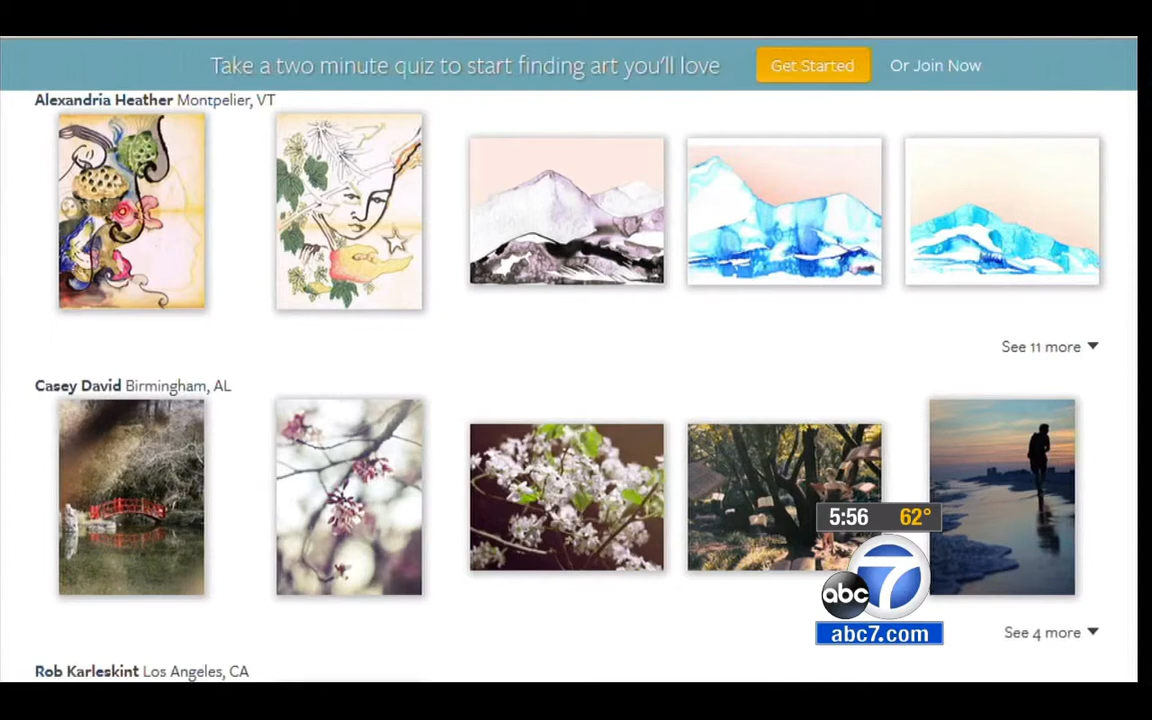 Take a two minute quiz to start finding art you'll love
Get Started
Or Join Now
Alexandria Heather Montpelier, VT
See 11 more
Casey David Birmingham, AL
5:56 62°
abc 7
abc7.com
See 4 more
Rob Karleskint Los Angeles, CA